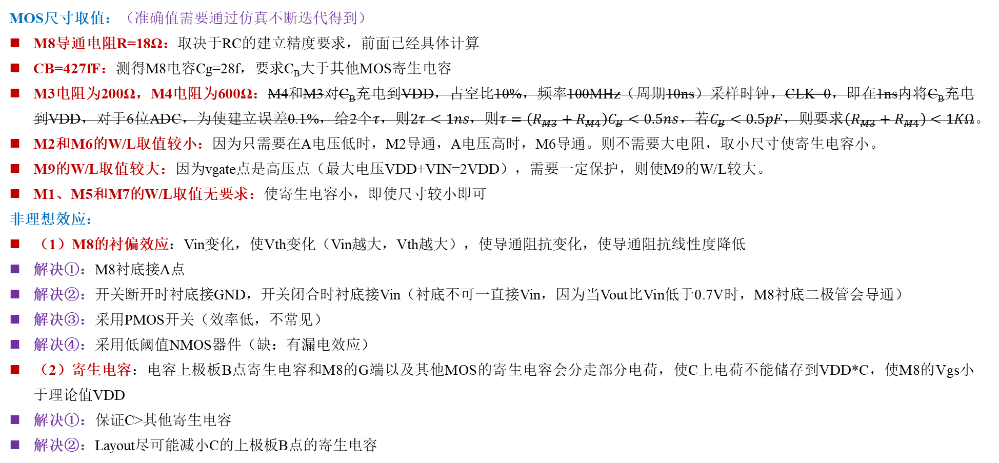 MOS尺寸取值：（准确值需要通过仿真不断迭代得到）
■ M8导通电阻R=18Ω：取决于RC的建立精度要求，前面已经具体计算
■ CB=427fF：测得M8电容Cg=28f，要求C_B大于其他MOS寄生电容
■ M3电阻为200Ω，M4电阻为600Ω：M4和M3对C_B充电到VDD，占空比10%，频率100MHz（周期10ns）采样时钟，CLK=0，即在1ns内将C_B充电
到VDD，对于6位ADC，为使建立误差0.1%，给2个τ，则2τ < 1ns，则τ = (R_M3 + R_M4)C_B < 0.5ns，若C_B < 0.5pF，则要求(R_M3 + R_M4) < 1KΩ。
■ M2和M6的W/L取值较小：因为只需要在A电压低时，M2导通，A电压高时，M6导通。则不需要大电阻，取小尺寸使寄生电容小。
■ M9的W/L取值较大：因为vgate点是高压点（最大电压VDD+VIN=2VDD），需要一定保护，则使M9的W/L较大。
■ M1、M5和M7的W/L取值无要求：使寄生电容小，即使尺寸较小即可
非理想效应：
■ （1）M8的衬偏效应：Vin变化，使Vth变化（Vin越大，Vth越大），使导通阻抗变化，使导通阻抗线性度降低
■ 解决①：M8衬底接A点
■ 解决②：开关断开时衬底接GND，开关闭合时衬底接Vin（衬底不可一直接Vin，因为当Vout比Vin低于0.7V时，M8衬底二极管会导通）
■ 解决③：采用PMOS开关（效率低，不常见）
■ 解决④：采用低阈值NMOS器件（缺：有漏电效应）
■ （2）寄生电容：电容上极板B点寄生电容和M8的G端以及其他MOS的寄生电容会分走部分电荷，使C上电荷不能储存到VDD*C，使M8的Vgs小
于理论值VDD
■ 解决①：保证C>其他寄生电容
■ 解决②：Layout尽可能减小C的上极板B点的寄生电容